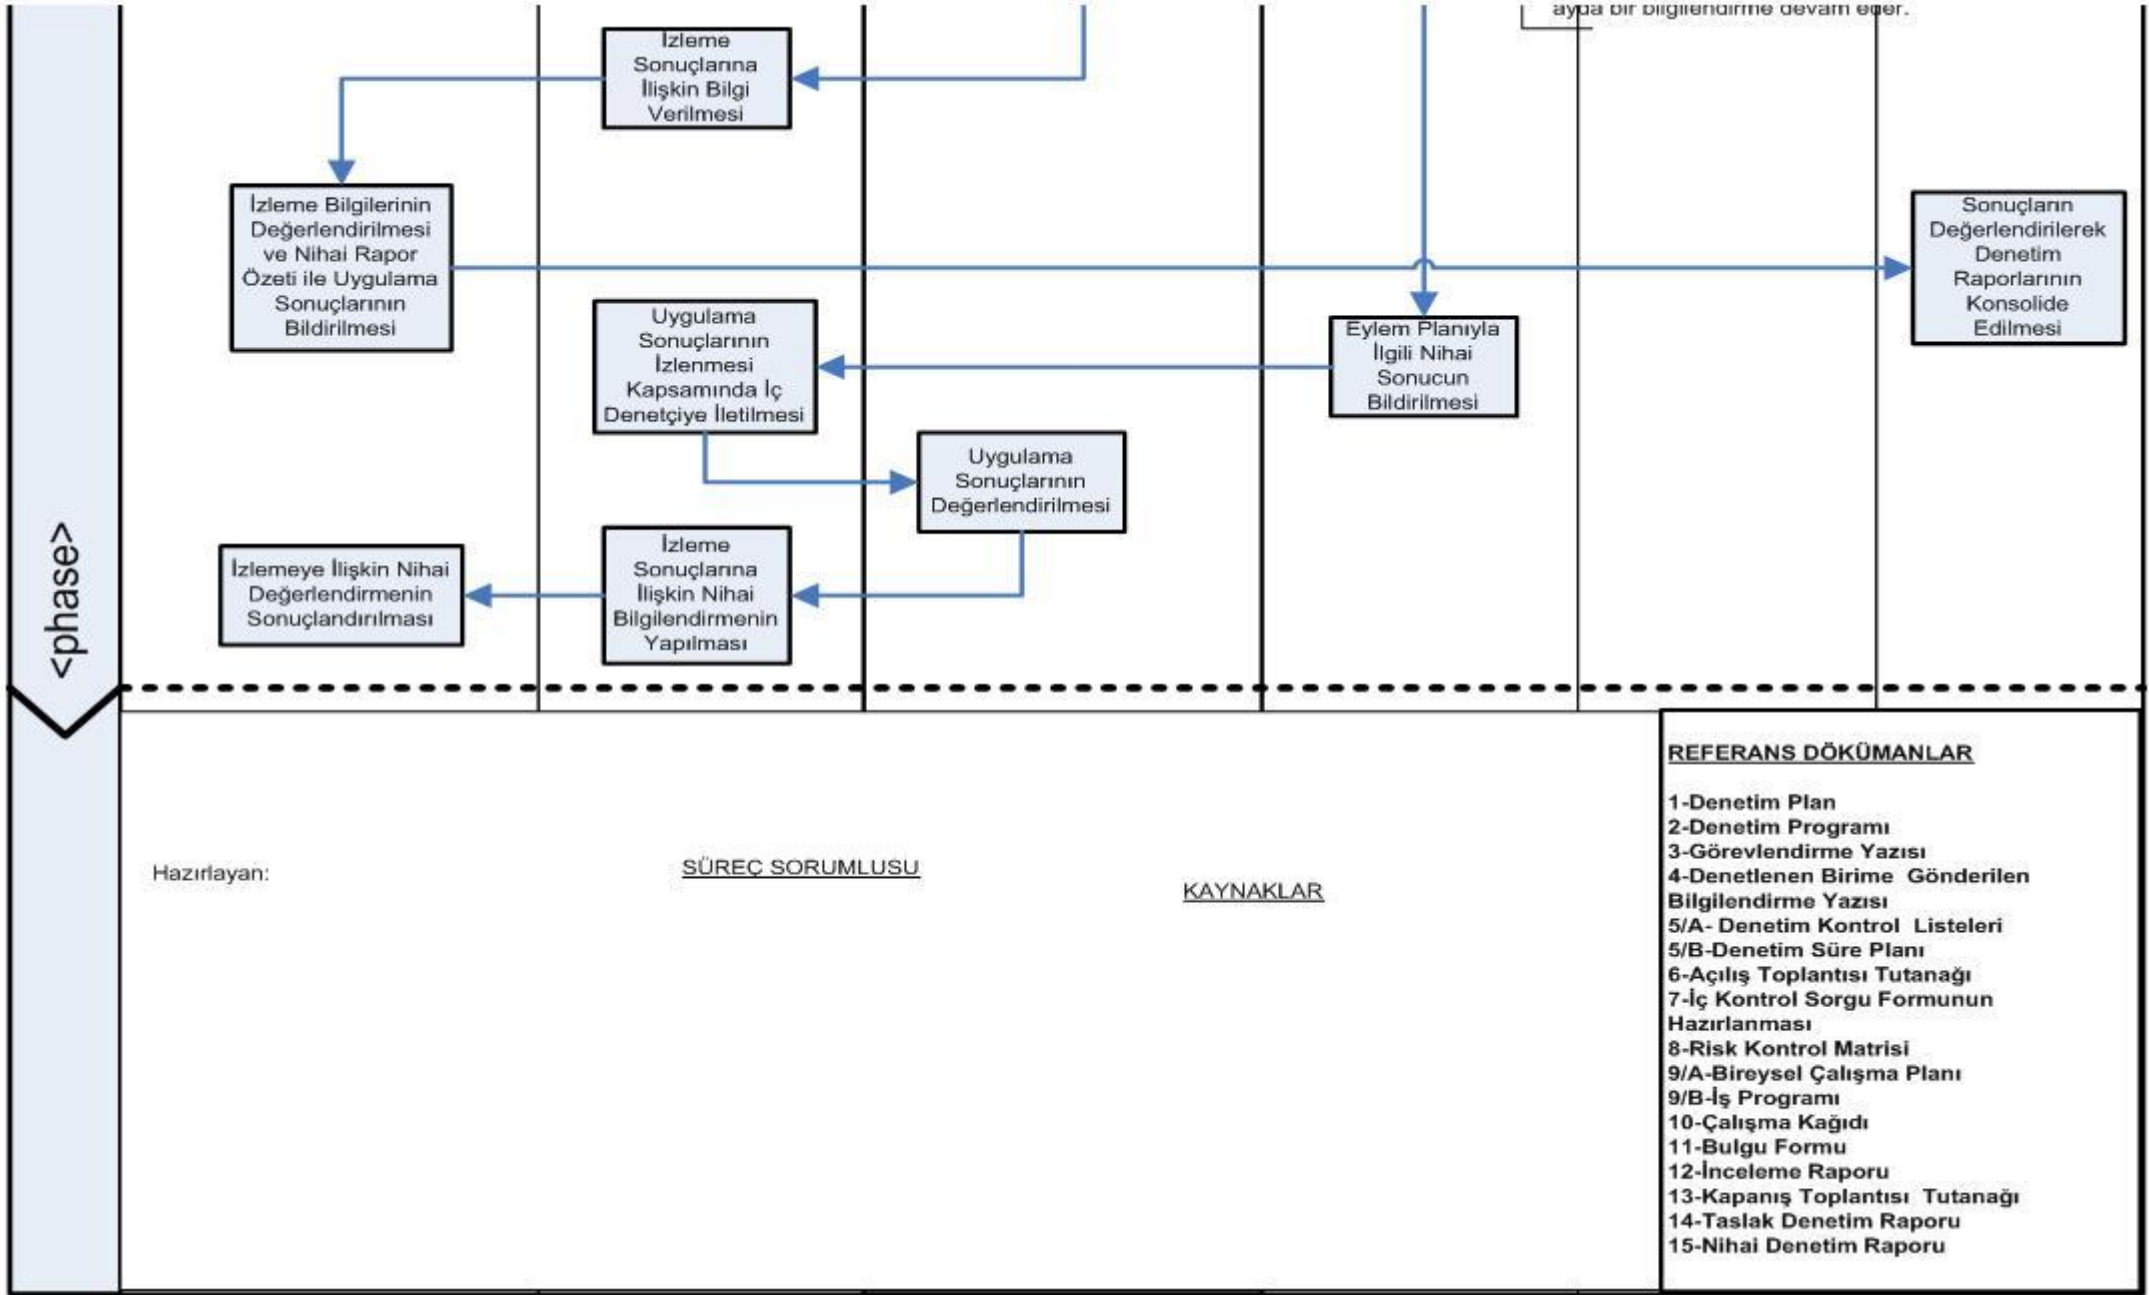 ayda bir bilgilendirme devam eder.
İzleme
Sonuçlarına
İlişkin Bilgi
Verilmesi
İzleme Bilgilerinin
Değerlendirilmesi
ve Nihai Rapor
Özeti ile Uygulama
Sonuçlarının
Bildirilmesi
Sonuçların
Değerlendirilerek
Denetim
Raporlarının
Konsolide
Edilmesi
Uygulama
Sonuçlarının
İzlenmesi
Kapsamında İç
Denetçiye İletilmesi
Eylem Planıyla
İlgili Nihai
Sonucun
Bildirilmesi
Uygulama
Sonuçlarının
Değerlendirilmesi
İzleme
Sonuçlarına
İlişkin Nihai
Bilgilendirmenin
Yapılması
İzlemeye İlişkin Nihai
Değerlendirmenin
Sonuçlandırılması
<phase>
Hazırlayan:
SÜREÇ SORUMLUSU
KAYNAKLAR
REFERANS DÖKÜMANLAR
1-Denetim Plan
2-Denetim Programı
3-Görevlendirme Yazısı
4-Denetlenen Birime Gönderilen
Bilgilendirme Yazısı
5/A- Denetim Kontrol Listeleri
5/B-Denetim Süre Planı
6-Açılış Toplantısı Tutanağı
7-İç Kontrol Sorgu Formunun
Hazırlanması
8-Risk Kontrol Matrisi
9/A-Bireysel Çalışma Planı
9/B-İş Programı
10-Çalışma Kağıdı
11-Bulgu Formu
12-İnceleme Raporu
13-Kapanış Toplantısı Tutanağı
14-Taslak Denetim Raporu
15-Nihai Denetim Raporu